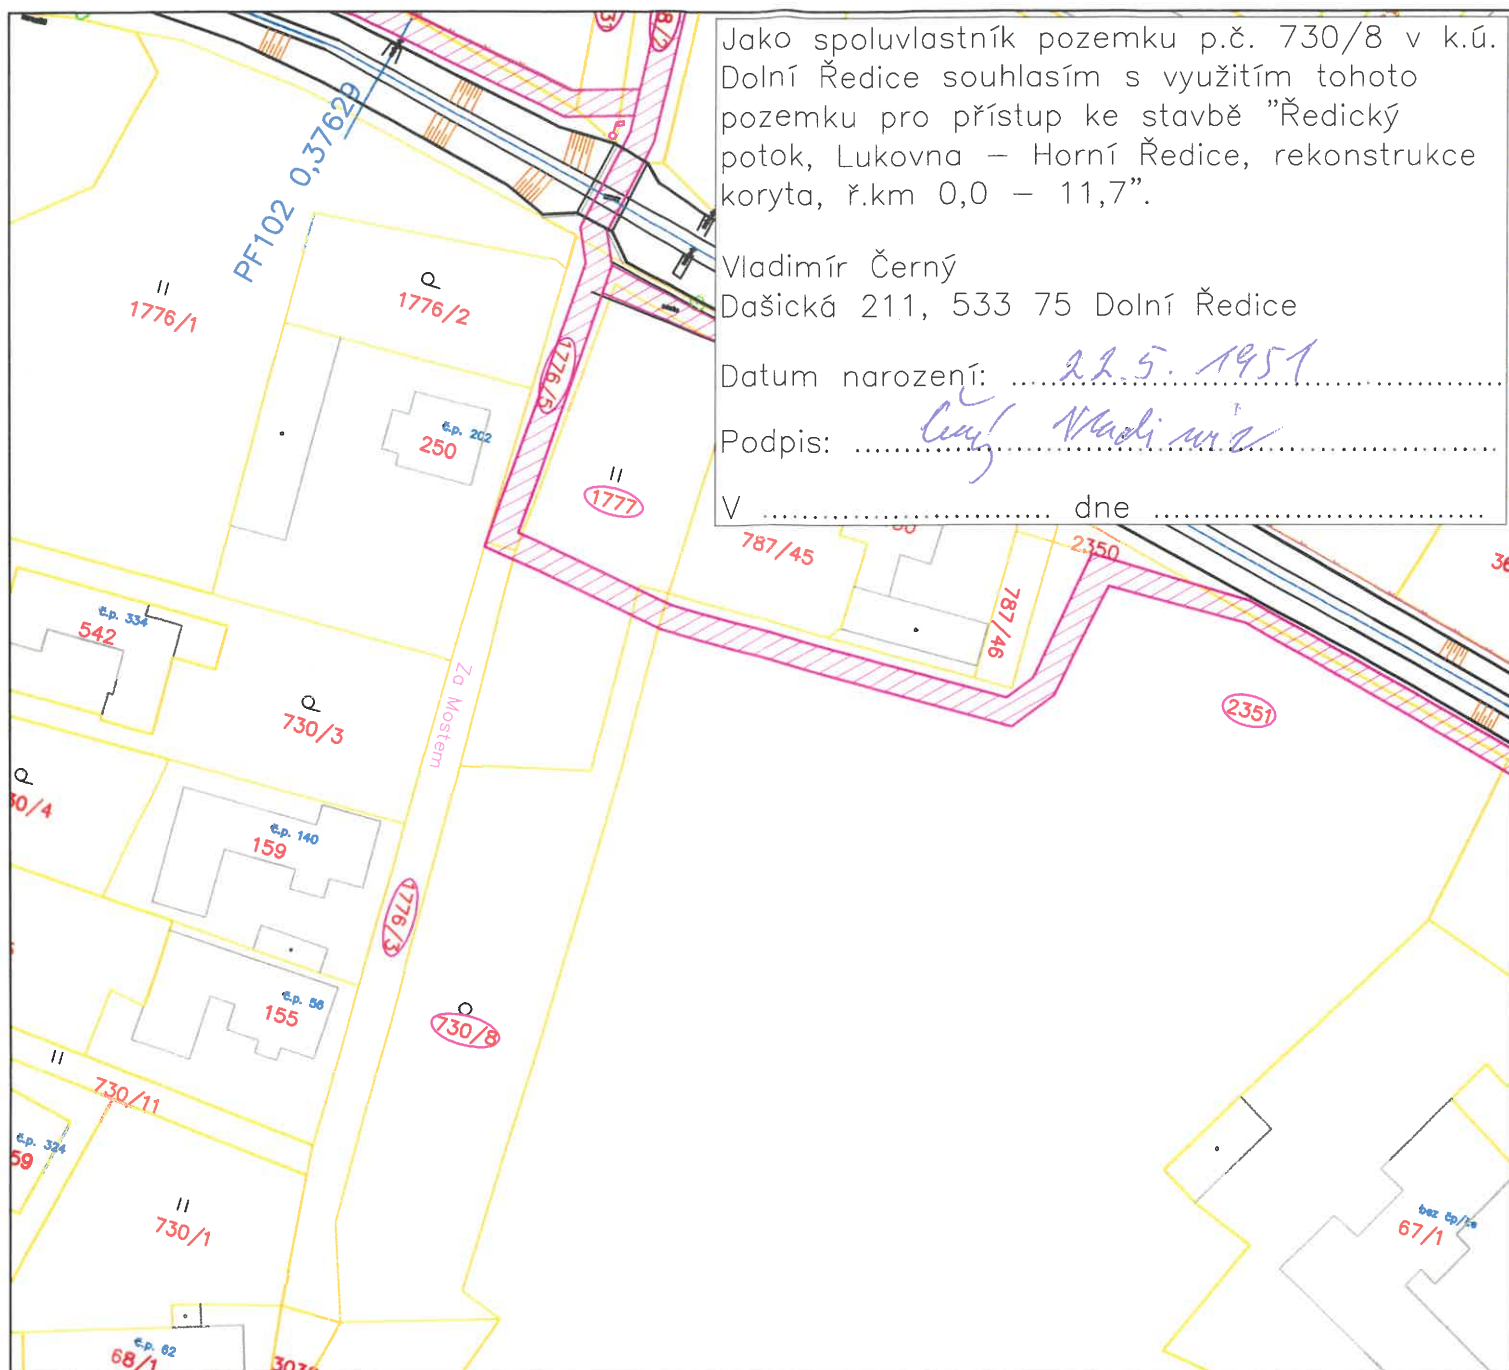 Jako spoluvlastník pozemku p.č. 730/8 v k.ú.
Dolní Ředice souhlasím s využitím tohoto
pozemku pro přístup ke stavbě "Ředický
potok, Lukovna – Horní Ředice, rekonstrukce
koryta, ř.km 0,0 – 11,7".
Vladimír Černý
Dašická 211, 533 75 Dolní Ředice
Datum narození: 22.5. 1951
Podpis: Černý Vladimír
V ............................ dne ................................
PF102 0,37629
1776/1
1776/2
1776/5
č.p. 202
250
1777
787/45
2350
787/46
č.p. 334
542
730/3
Za Mostem
2351
č.p. 140
159
1776/3
č.p. 56
155
730/8
730/11
č.p. 324
730/1
bez čp/če
67/1
č.p. 62
68/1